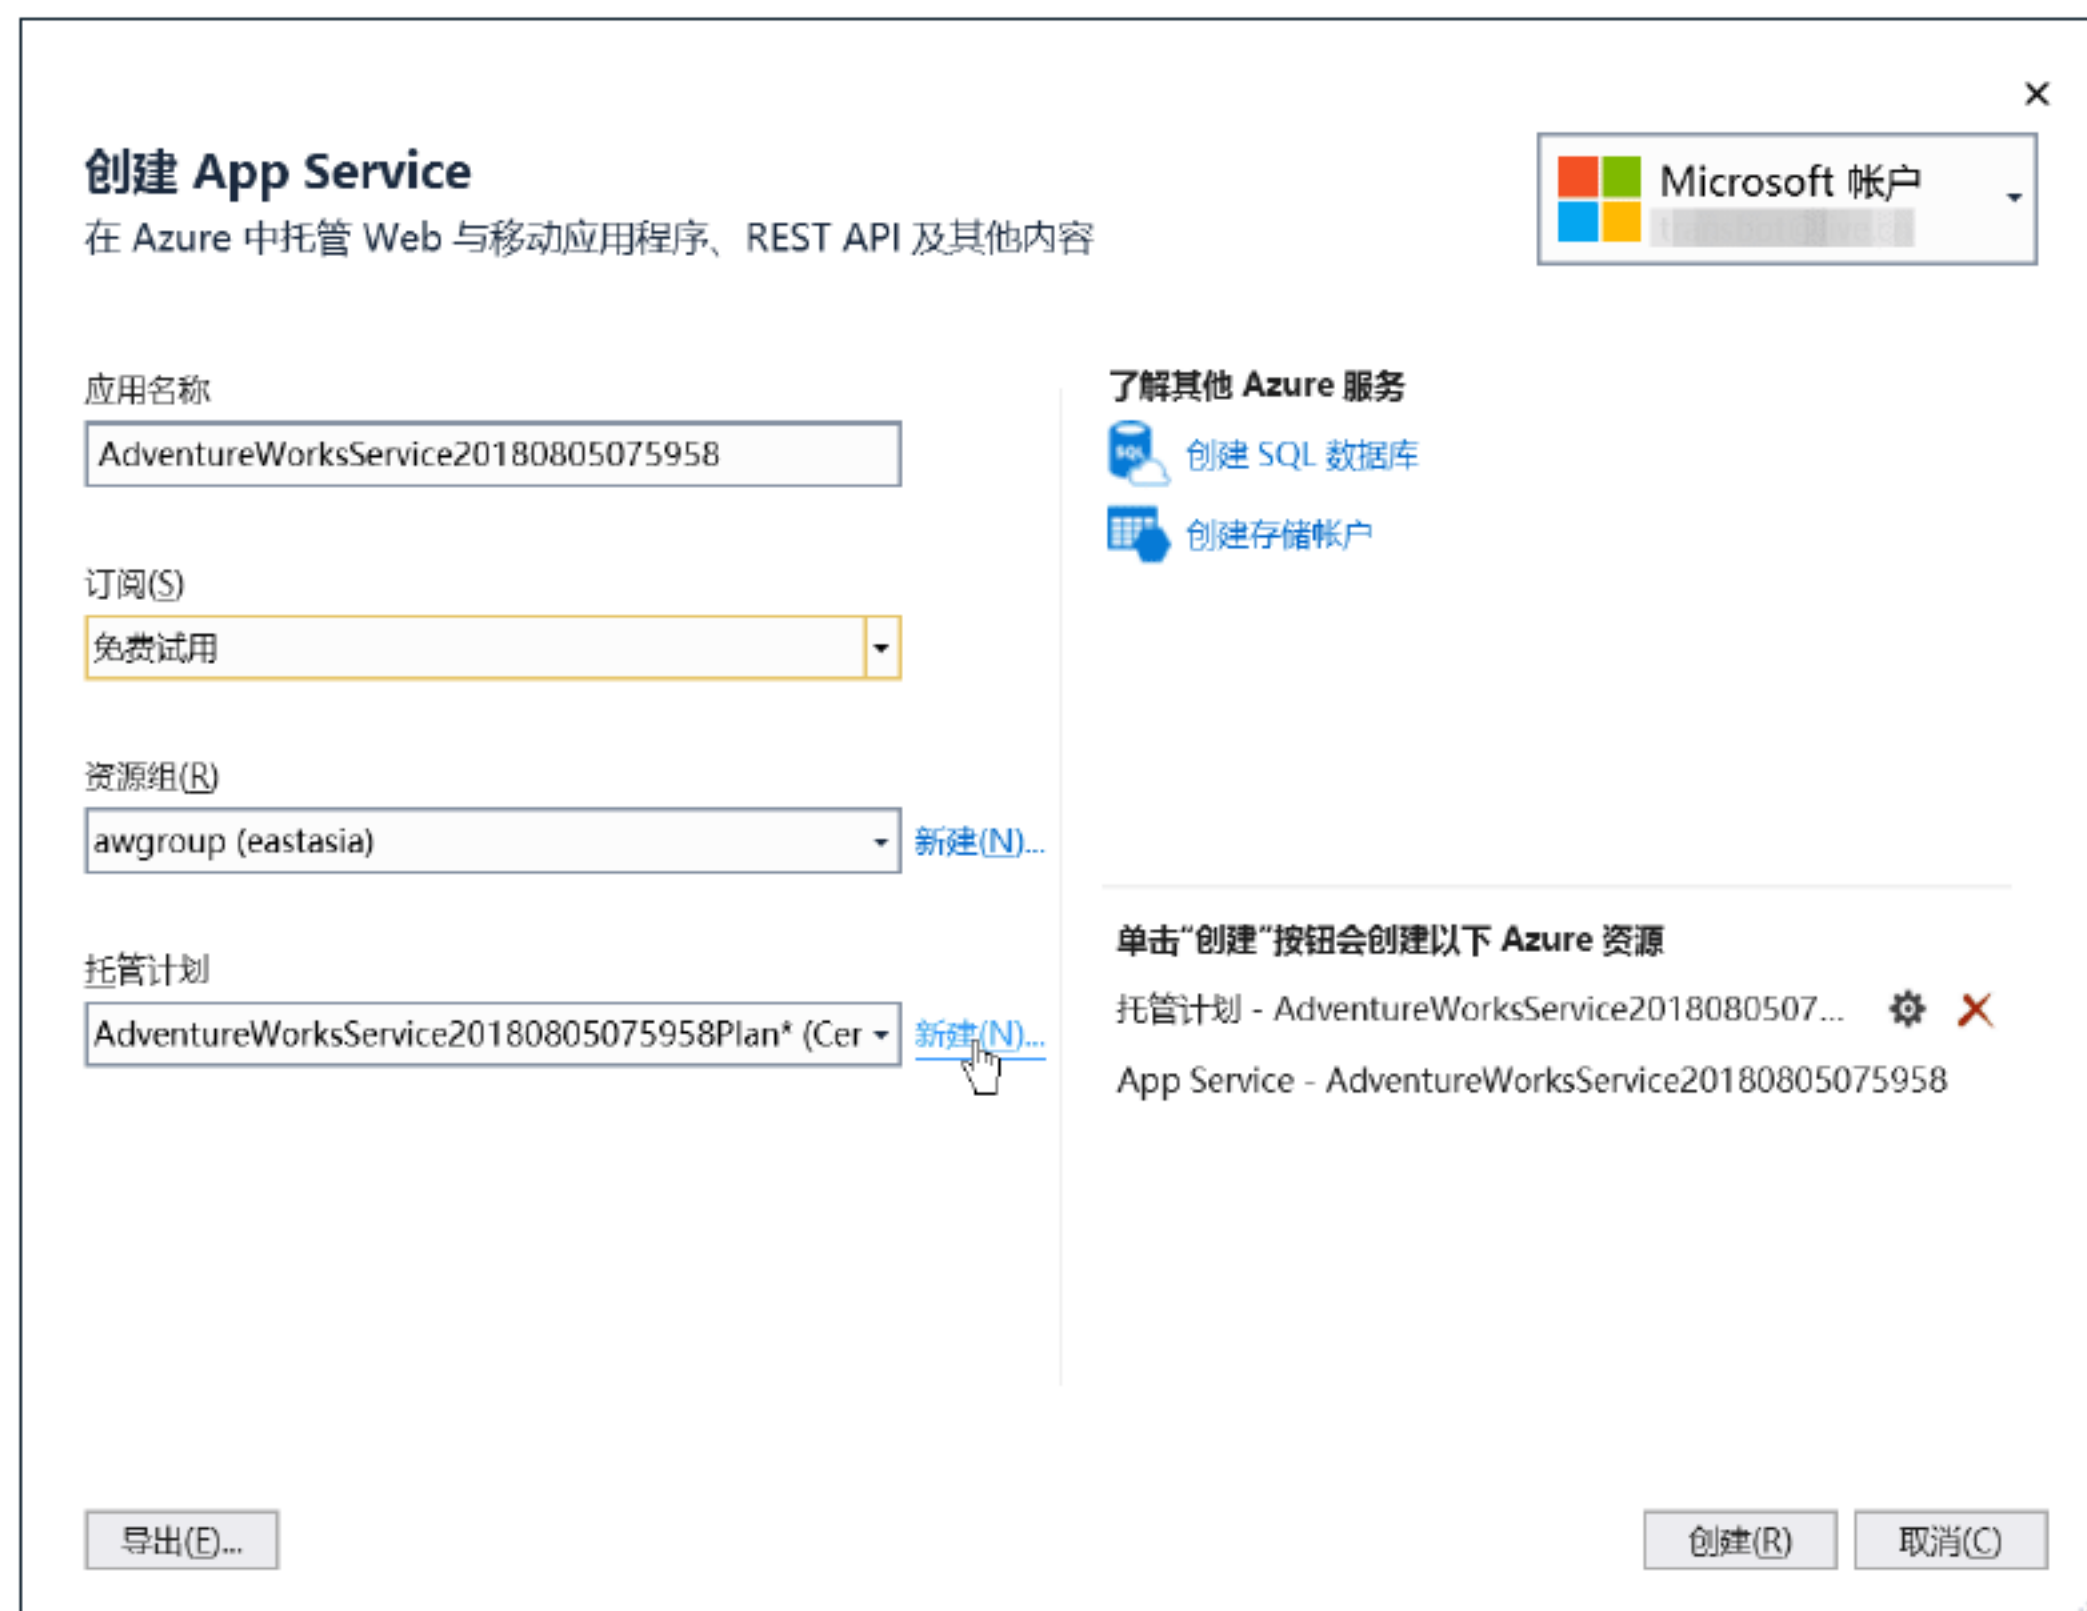 创建 App Service
在 Azure 中托管 Web 与移动应用程序、REST API 及其他内容
Microsoft 帐户
应用名称
AdventureWorksService20180805075958
订阅(S)
免费试用
资源组(R)
awgroup (eastasia)
新建(N)...
托管计划
AdventureWorksService20180805075958Plan* (Cer
新建(N)...
了解其他 Azure 服务
SQL
创建 SQL 数据库
创建存储帐户
单击“创建”按钮会创建以下 Azure 资源
托管计划 - AdventureWorksService2018080507...
App Service - AdventureWorksService20180805075958
导出(E)...
创建(R)
取消(C)